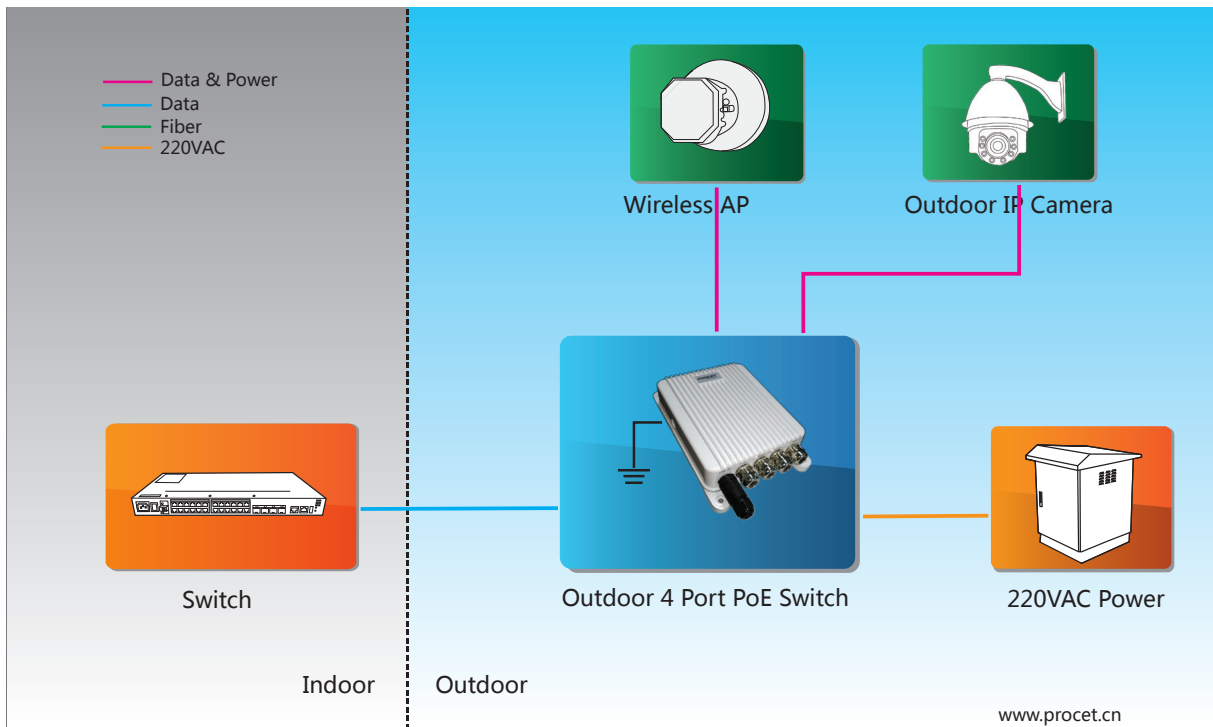 Data & Power
Data
Fiber
220VAC
Wireless AP
Outdoor IP Camera
Switch
Outdoor 4 Port PoE Switch
220VAC Power
Indoor
Outdoor
www.procet.cn